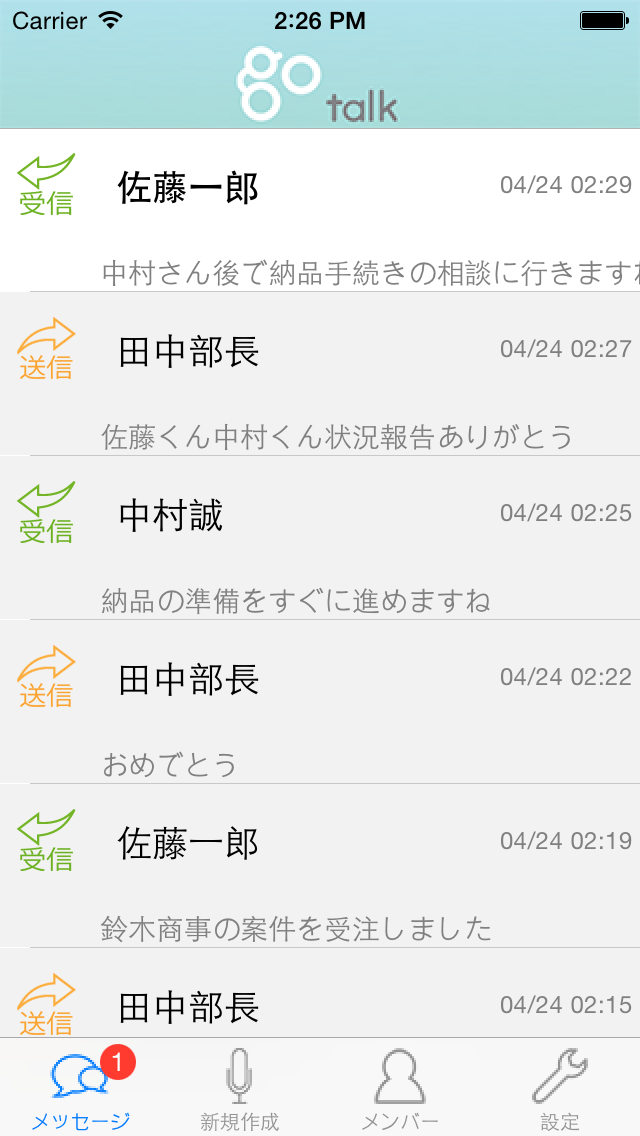 Carrier 2:26 PM
go talk
受信 佐藤一郎 04/24 02:29
中村さん後で納品手続きの相談に行きます
送信 田中部長 04/24 02:27
佐藤くん中村くん状況報告ありがとう
受信 中村誠 04/24 02:25
納品の準備をすぐに進めますね
送信 田中部長 04/24 02:22
おめでとう
受信 佐藤一郎 04/24 02:19
鈴木商事の案件を受注しました
送信 田中部長 04/24 02:15
1
メッセージ 新規作成 メンバー 設定